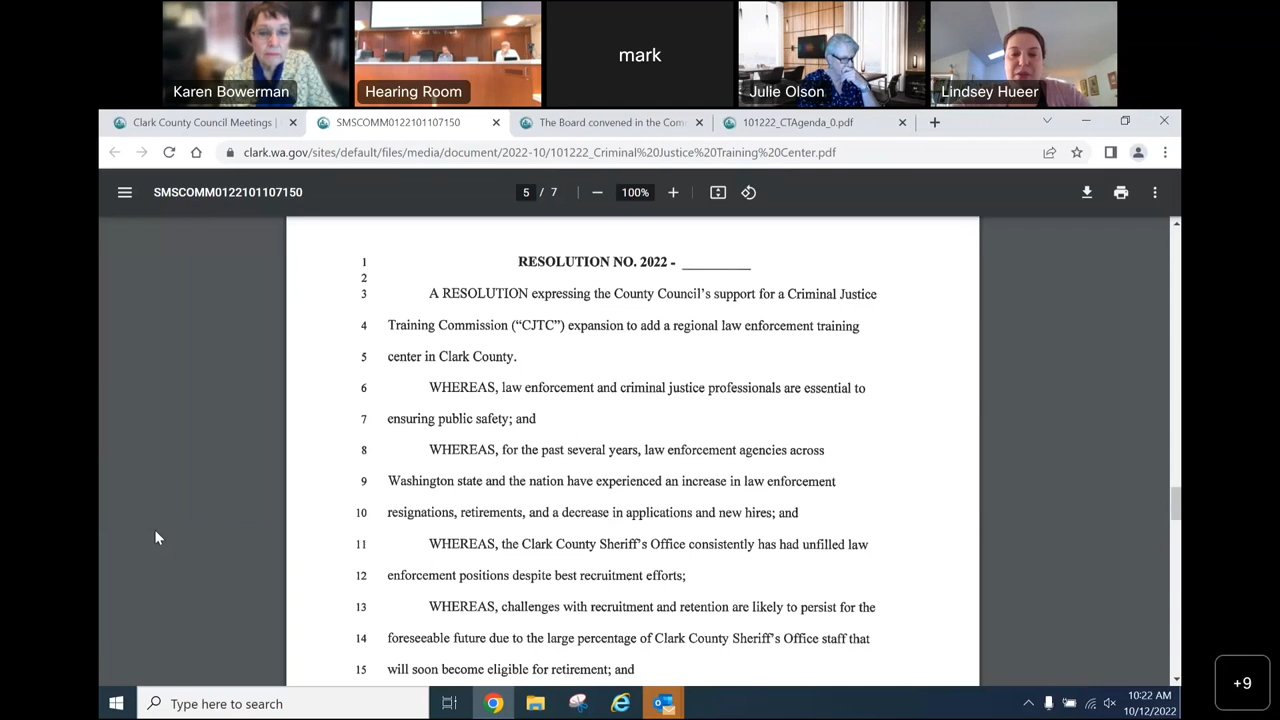 Karen Bowerman
Hearing Room
mark
Julie Olson
Lindsey Hueer
Clark County Council Meetings |
SMSCOMM0122101107150
The Board convened in the Com
101222_CTAgenda_0.pdf
clark.wa.gov/sites/default/files/media/document/2022-10/101222_Criminal%20Justice%20Training%20Center.pdf
SMSCOMM0122101107150
5 / 7
100%
1 RESOLUTION NO. 2022 - __________
2
3 A RESOLUTION expressing the County Council's support for a Criminal Justice
4 Training Commission (“CJTC”) expansion to add a regional law enforcement training
5 center in Clark County.
6 WHEREAS, law enforcement and criminal justice professionals are essential to
7 ensuring public safety; and
8 WHEREAS, for the past several years, law enforcement agencies across
9 Washington state and the nation have experienced an increase in law enforcement
10 resignations, retirements, and a decrease in applications and new hires; and
11 WHEREAS, the Clark County Sheriff's Office consistently has had unfilled law
12 enforcement positions despite best recruitment efforts;
13 WHEREAS, challenges with recruitment and retention are likely to persist for the
14 foreseeable future due to the large percentage of Clark County Sheriff's Office staff that
15 will soon become eligible for retirement; and
Type here to search
10:22 AM
10/12/2022
+9